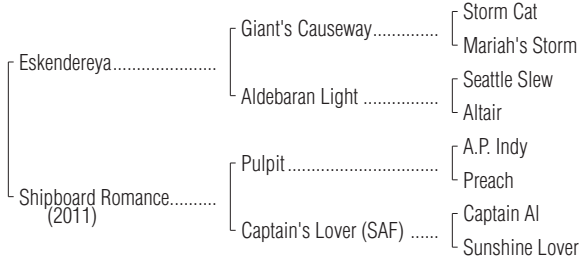 Storm Cat
Giant's Causeway..............
Mariah's Storm
Eskendereya......................
Seattle Slew
Aldebaran Light ................
Altair
A.P. Indy
Pulpit................................
Preach
Shipboard Romance..........
(2011)
Captain Al
Captain's Lover (SAF) ......
Sunshine Lover